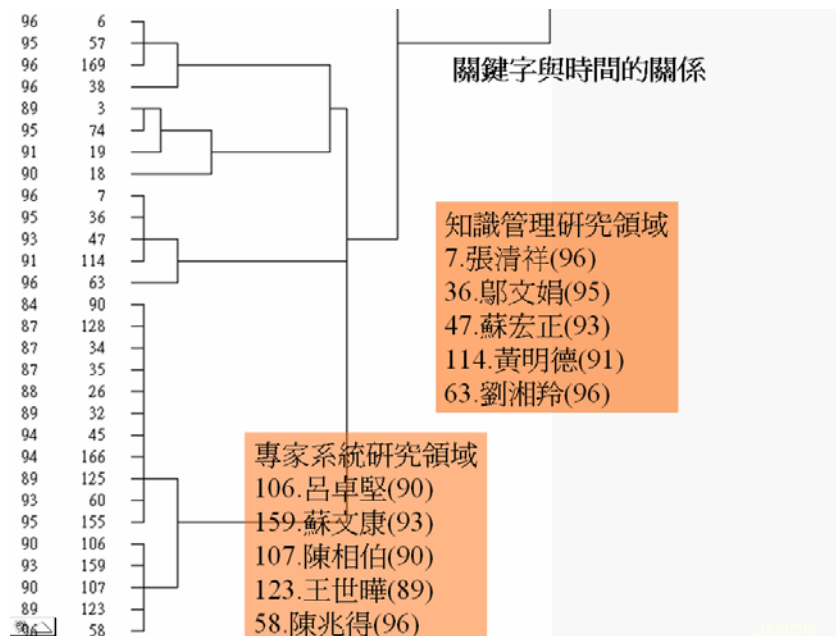 96 6
95 57
96 169
96 38
89 3
95 74
91 19
90 18
96 7
95 36
93 47
91 114
96 63
84 90
87 128
87 34
87 35
88 26
89 32
94 45
94 166
89 125
93 60
95 155
90 106
93 159
90 107
89 123
96 58
關鍵字與時間的關係
知識管理研究領域
7.張清祥(96)
36.鄔文娟(95)
47.蘇宏正(93)
114.黃明德(91)
63.劉湘羚(96)
專家系統研究領域
106.呂卓堅(90)
159.蘇文康(93)
107.陳相伯(90)
123.王世曄(89)
58.陳兆得(96)